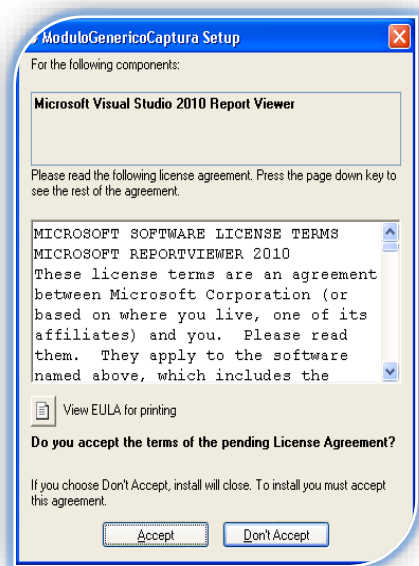 ModuloGenericoCaptura Setup
For the following components:
Microsoft Visual Studio 2010 Report Viewer
Please read the following license agreement. Press the page down key to
see the rest of the agreement.
MICROSOFT SOFTWARE LICENSE TERMS
MICROSOFT REPORTVIEWER 2010
These license terms are an agreement
between Microsoft Corporation (or
based on where you live, one of its
affiliates) and you. Please read
them. They apply to the software
named above, which includes the
View EULA for printing
Do you accept the terms of the pending License Agreement?
If you choose Don't Accept, install will close. To install you must accept
this agreement.
Accept
Don't Accept